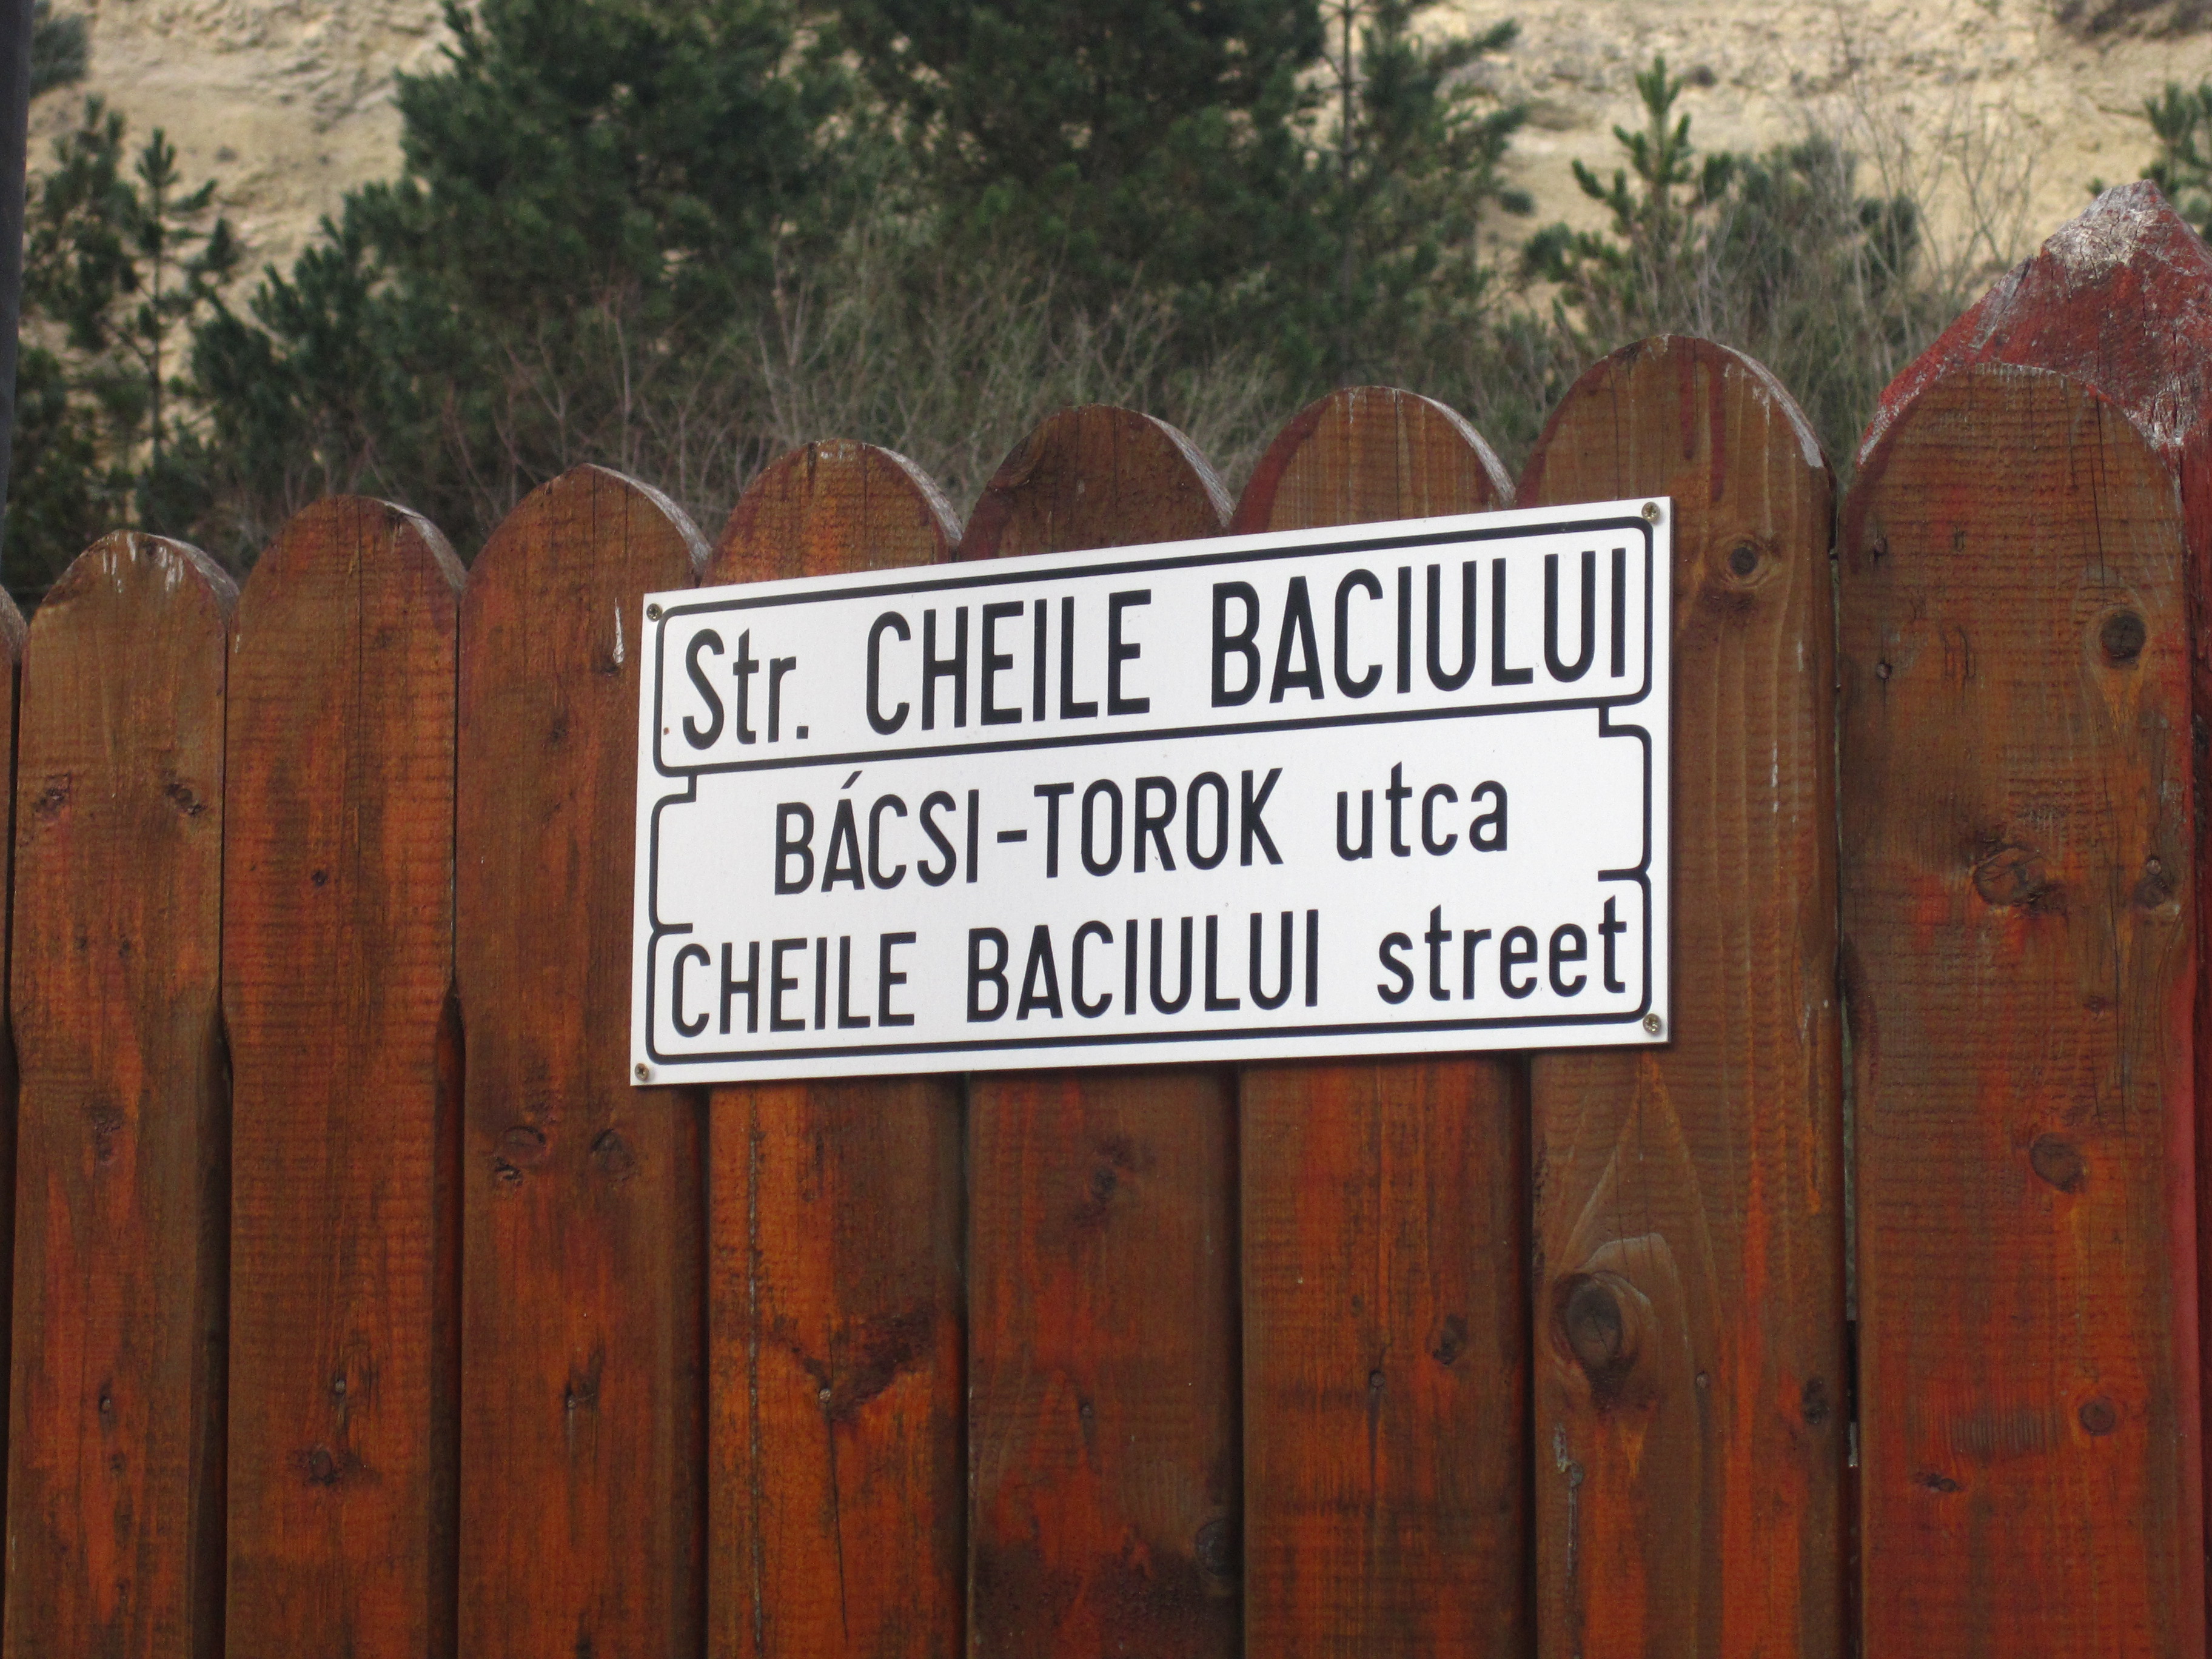 Str. CHEILE BACIULUI
BÁCSI-TOROK utca
CHEILE BACIULUI street